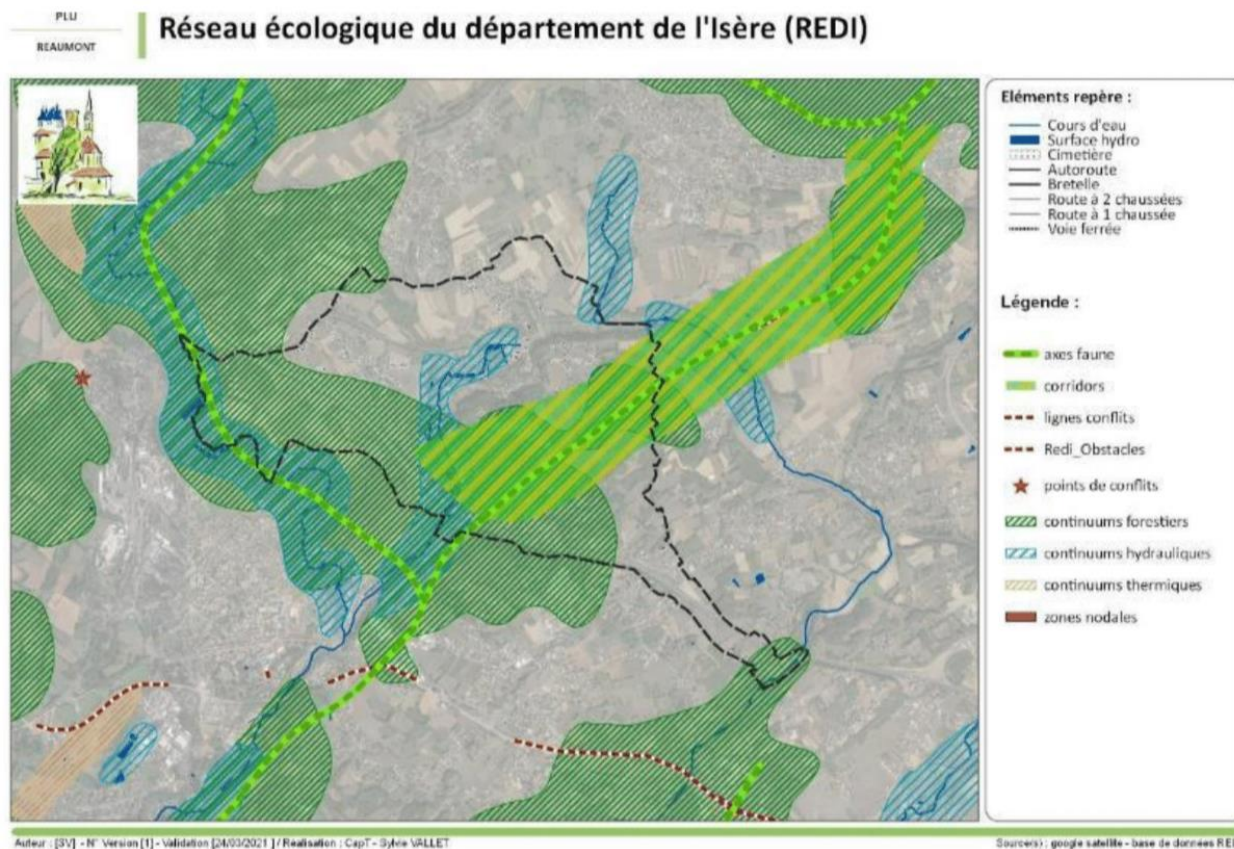 PLU
REAUMONT
Réseau écologique du département de l'Isère (REDI)
Eléments repère :
Cours d'eau
Surface hydro
Cimetière
Autoroute
Bretelle
Route à 2 chaussées
Route à 1 chaussée
Voie ferrée
Légende :
axes faune
corridors
lignes conflits
Redi_Obstacles
points de conflits
continuums forestiers
continuums hydrauliques
continuums thermiques
zones nodales
Auteur : [SV] - N° Version [1] - Validation [24/03/2021 ] / Réalisation : CapT - Sylvie VALLET
Source(s) : google satellite - base de données